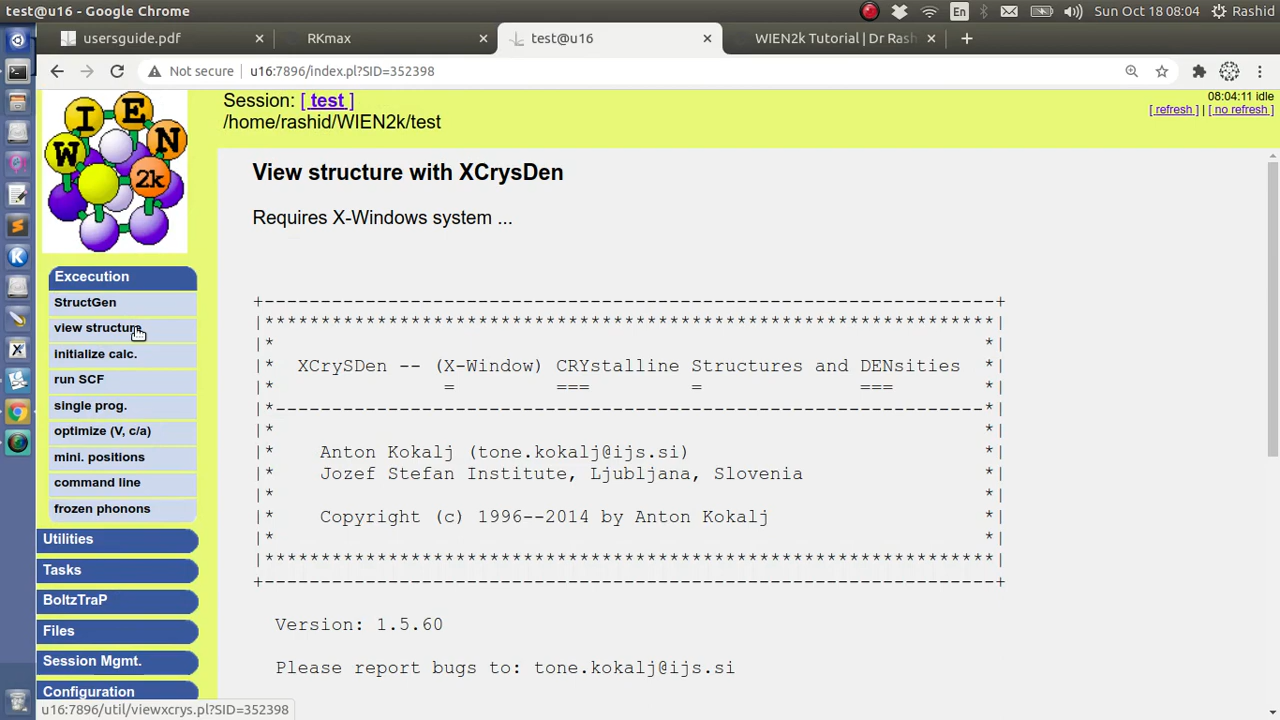 test@u16 - Google Chrome
En
Sun Oct 18 08:04
Rashid
usersguide.pdf
RKmax
test@u16
WIEN2k Tutorial | Dr Rash
Not secure
u16:7896/index.pl?SID=352398
W I E N 2k
Session: [ test ]
/home/rashid/WIEN2k/test
08:04:11 idle
[ refresh ] | [ no refresh ]
Excecution
StructGen
view structure
initialize calc.
run SCF
single prog.
optimize (V, c/a)
mini. positions
command line
frozen phonons
Utilities
Tasks
BoltzTraP
Files
Session Mgmt.
Configuration
View structure with XCrysDen
Requires X-Windows system ...
+------------------------------------------------------------------+
|******************************************************************|
|* *|
|* XCrySDen -- (X-Window) CRYstalline Structures and DENsities *|
|* = === = === *|
|*----------------------------------------------------------------*|
|* *|
|* Anton Kokalj (tone.kokalj@ijs.si) *|
|* Jozef Stefan Institute, Ljubljana, Slovenia *|
|* *|
|* Copyright (c) 1996--2014 by Anton Kokalj *|
|* *|
|******************************************************************|
+------------------------------------------------------------------+
Version: 1.5.60
Please report bugs to: tone.kokalj@ijs.si
u16:7896/util/viewxcrys.pl?SID=352398